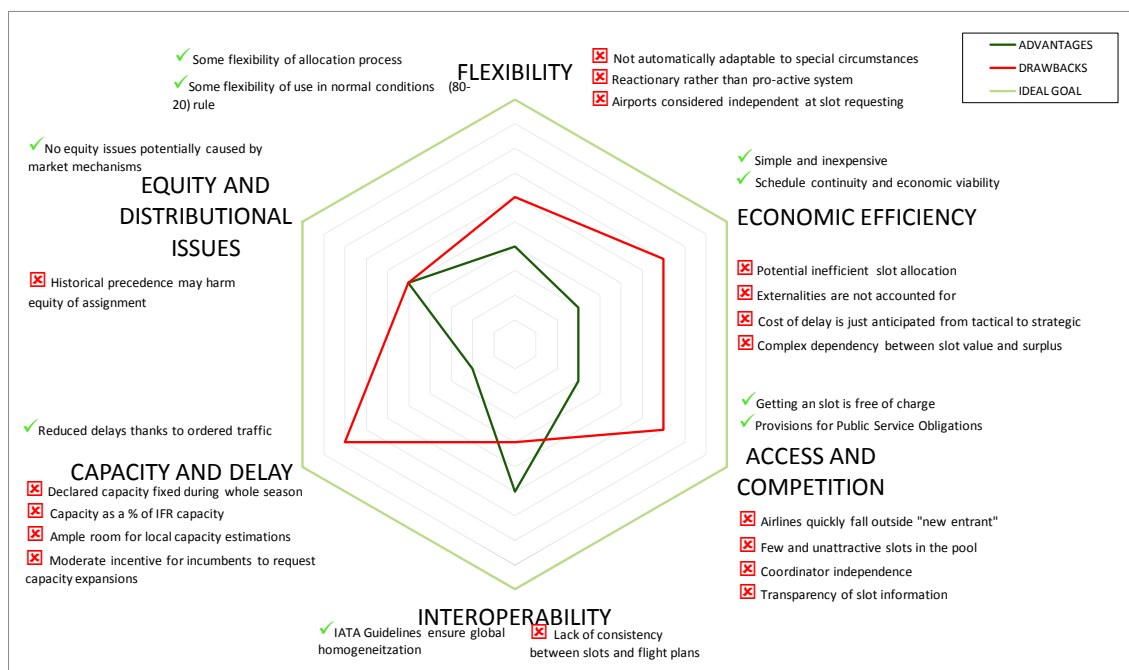 Some flexibility of allocation process
Some flexibility of use in normal conditions (80-
20) rule
FLEXIBILITY
Not automatically adaptable to special circumstances
Reactionary rather than pro-active system
Airports considered independent at slot requesting
ADVANTAGES
DRAWBACKS
IDEAL GOAL
No equity issues potentially caused by
market mechanisms
EQUITY AND
DISTRIBUTIONAL
ISSUES
Historical precedence may harm
equity of assignment
Simple and inexpensive
Schedule continuity and economic viability
ECONOMIC EFFICIENCY
Potential inefficient slot allocation
Externalities are not accounted for
Cost of delay is just anticipated from tactical to strategic
Complex dependency between slot value and surplus
Reduced delays thanks to ordered traffic
CAPACITY AND DELAY
Declared capacity fixed during whole season
Capacity as a % of IFR capacity
Ample room for local capacity estimations
Moderate incentive for incumbents to request
capacity expansions
Getting an slot is free of charge
Provisions for Public Service Obligations
ACCESS AND
COMPETITION
Airlines quickly fall outside "new entrant"
Few and unattractive slots in the pool
Coordinator independence
Transparency of slot information
INTEROPERABILITY
IATA Guidelines ensure global
homogeneitzation
Lack of consistency
between slots and flight plans